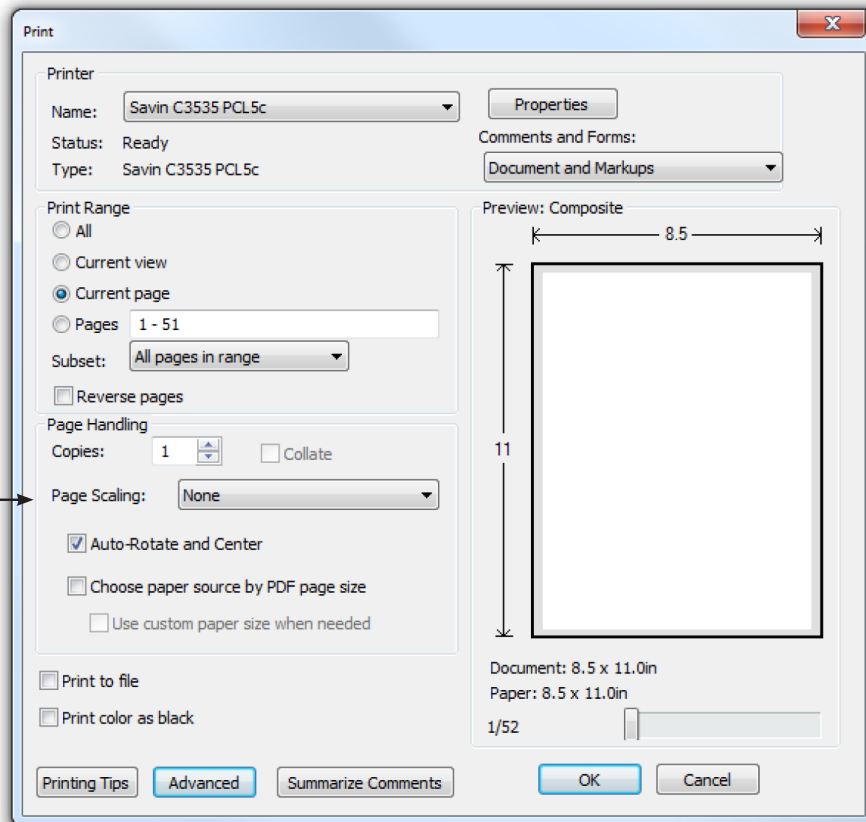 Print
Printer
Name: Savin C3535 PCL5c Properties
Status: Ready Comments and Forms:
Type: Savin C3535 PCL5c Document and Markups
Print Range
All
Current view
Current page
Pages 1 - 51
Subset: All pages in range
Reverse pages
Page Handling
Copies: 1 Collate
Page Scaling: None
Auto-Rotate and Center
Choose paper source by PDF page size
Use custom paper size when needed
Print to file
Print color as black
Preview: Composite
8.5
11
Document: 8.5 x 11.0in
Paper: 8.5 x 11.0in
1/52
Printing Tips Advanced Summarize Comments OK Cancel